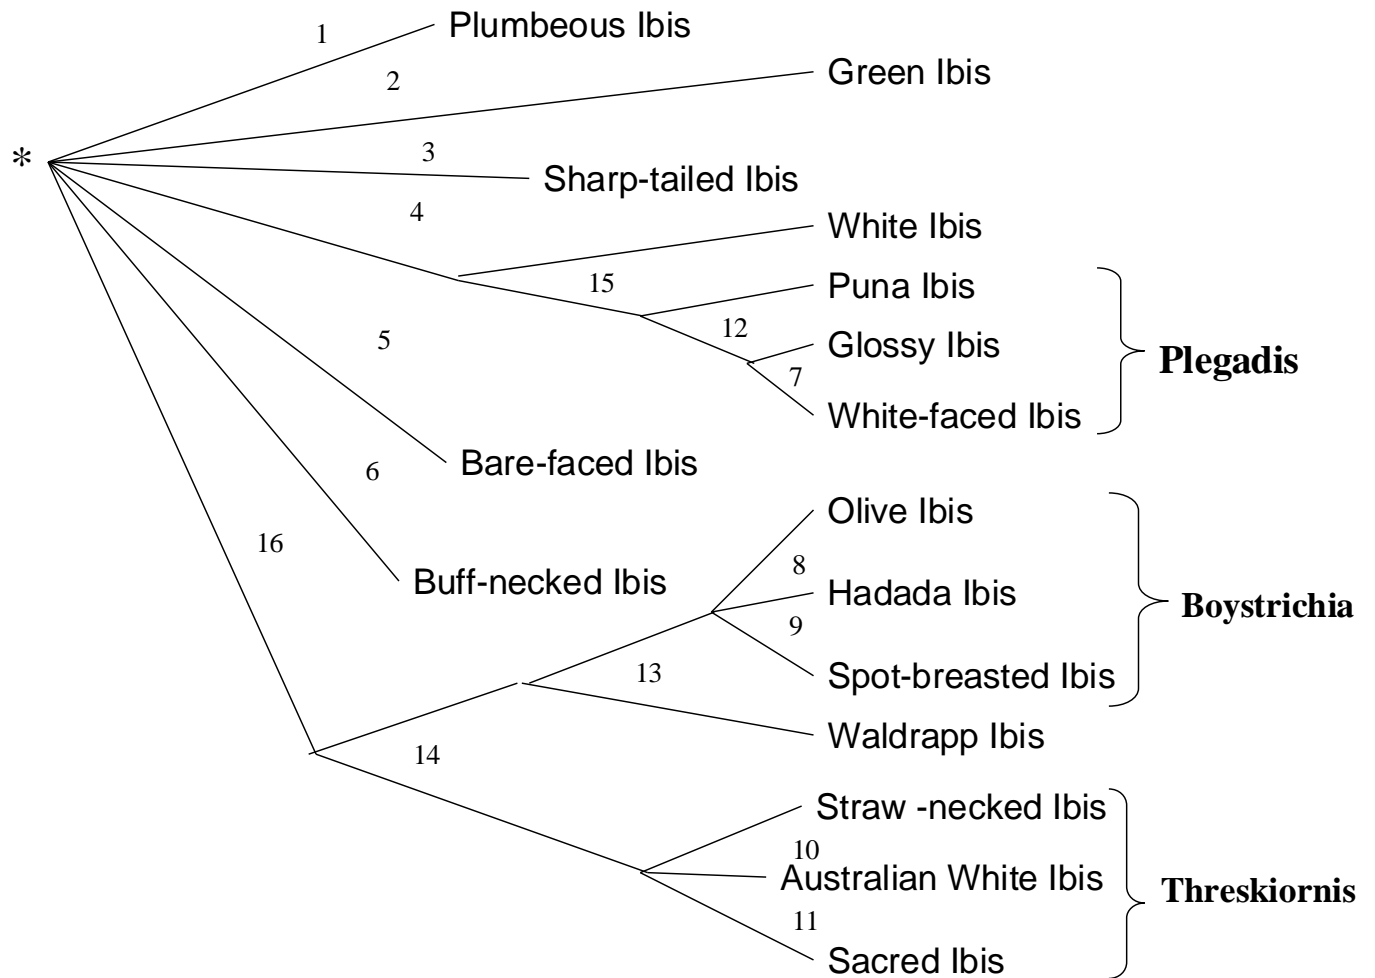 1
Plumbeous Ibis
2
Green Ibis
*
3
Sharp-tailed Ibis
4
White Ibis
15
Puna Ibis
12
Glossy Ibis
Plegadis
5
7
White-faced Ibis
Bare-faced Ibis
6
Olive Ibis
16
8
Buff-necked Ibis
Hadada Ibis
Boystrichia
9
13
Spot-breasted Ibis
Waldrapp Ibis
14
Straw -necked Ibis
10
Australian White Ibis
Threskiornis
11
Sacred Ibis